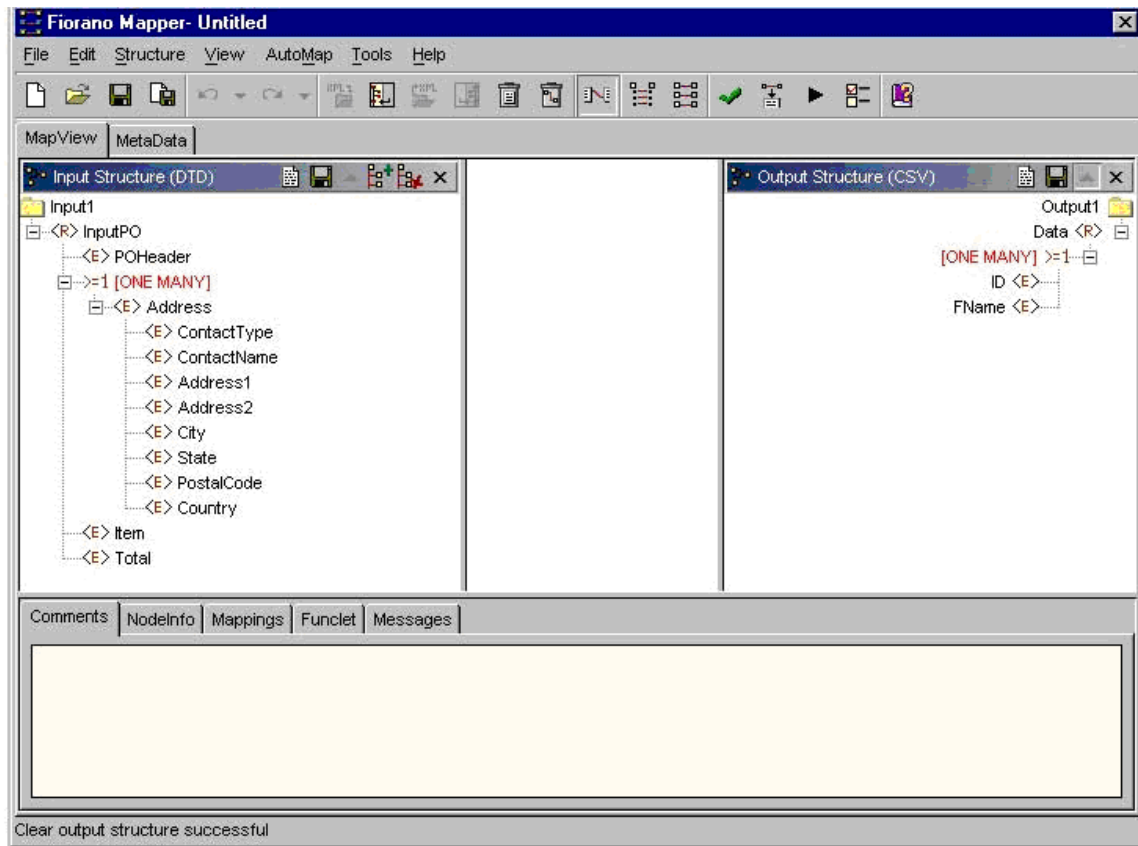 Fiorano Mapper- Untitled
File Edit Structure View AutoMap Tools Help
MapView MetaData
Input Structure (DTD)
Input1
<R> InputPO
<E> POHeader
>=1 [ONE MANY]
<E> Address
<E> ContactType
<E> ContactName
<E> Address1
<E> Address2
<E> City
<E> State
<E> PostalCode
<E> Country
<E> Item
<E> Total
Output Structure (CSV)
Output1
Data <R>
[ONE MANY] >=1
ID <E>
FName <E>
Comments NodeInfo Mappings Funclet Messages
Clear output structure successful